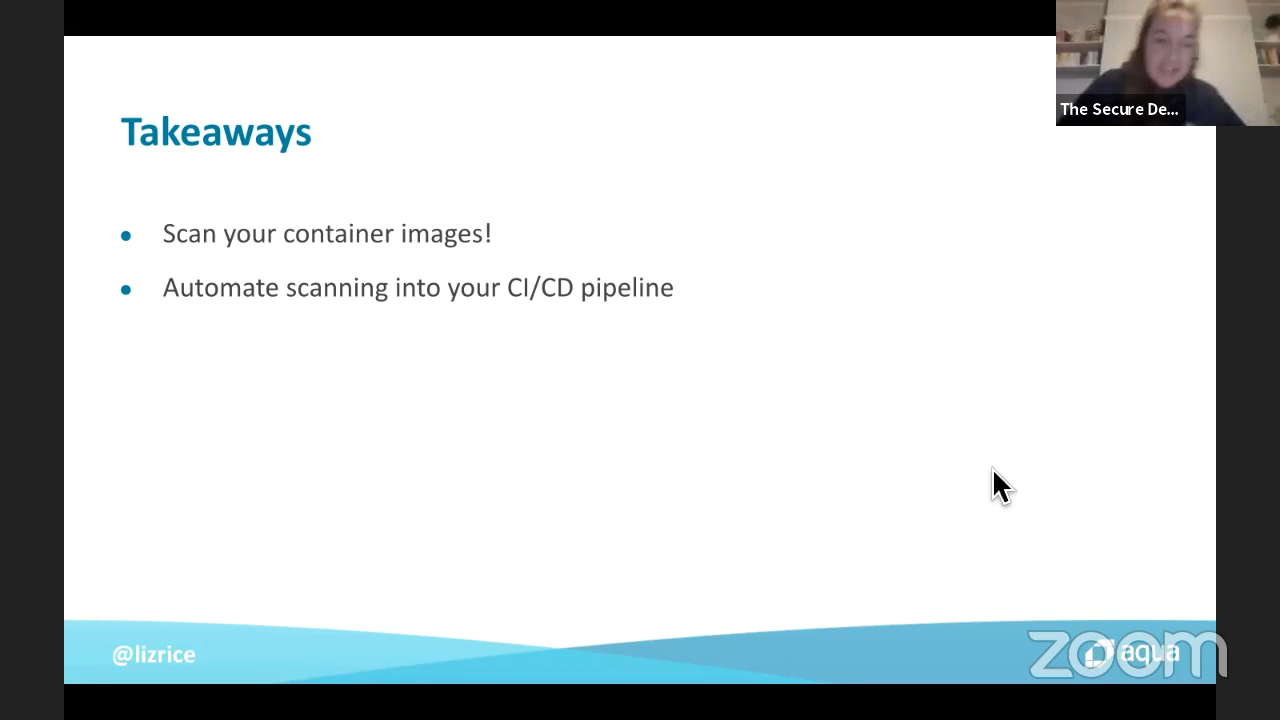 The Secure De...
Takeaways
Scan your container images!
Automate scanning into your CI/CD pipeline
@lizrice
aqua
zoom